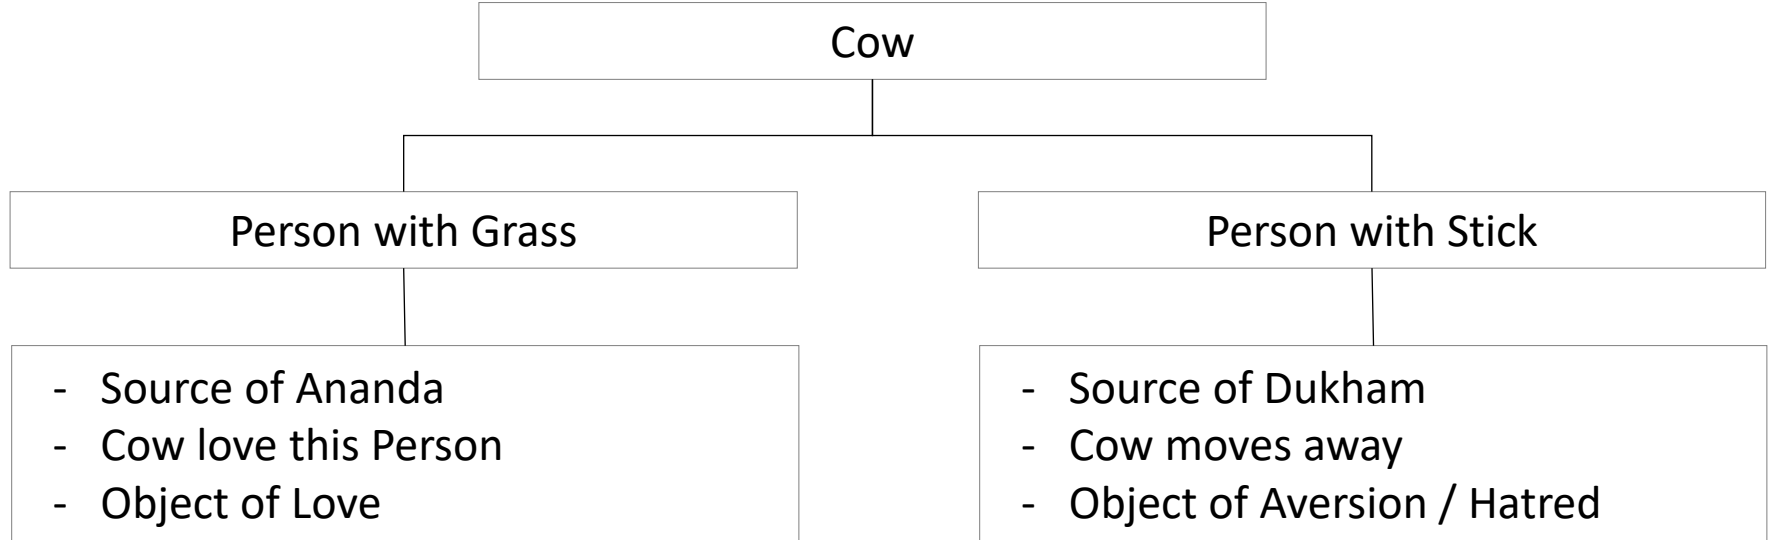 Cow
Person with Grass
Person with Stick
- Source of Ananda
- Cow love this Person
- Object of Love
- Source of Dukham
- Cow moves away
- Object of Aversion / Hatred